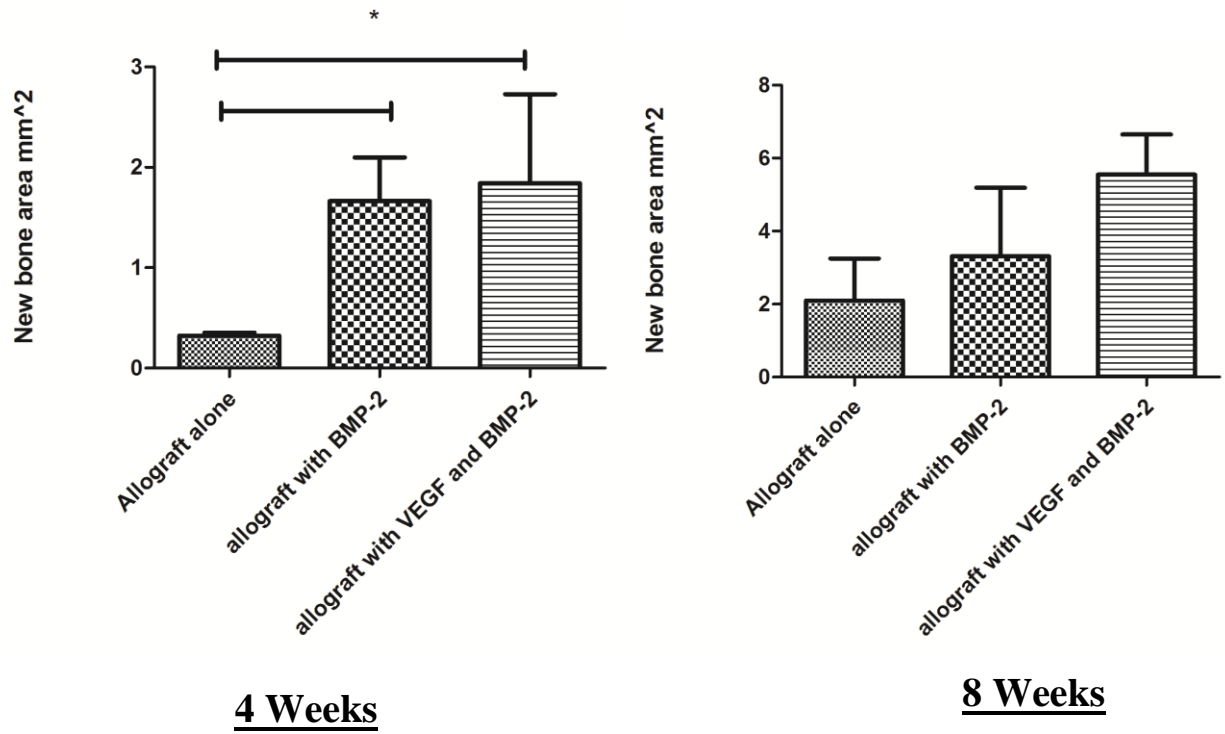 *
New bone area mm^2
3
2
1
0
Allograft alone
allograft with BMP-2
allograft with VEGF and BMP-2
4 Weeks
New bone area mm^2
8
6
4
2
0
Allograft alone
allograft with BMP-2
allograft with VEGF and BMP-2
8 Weeks